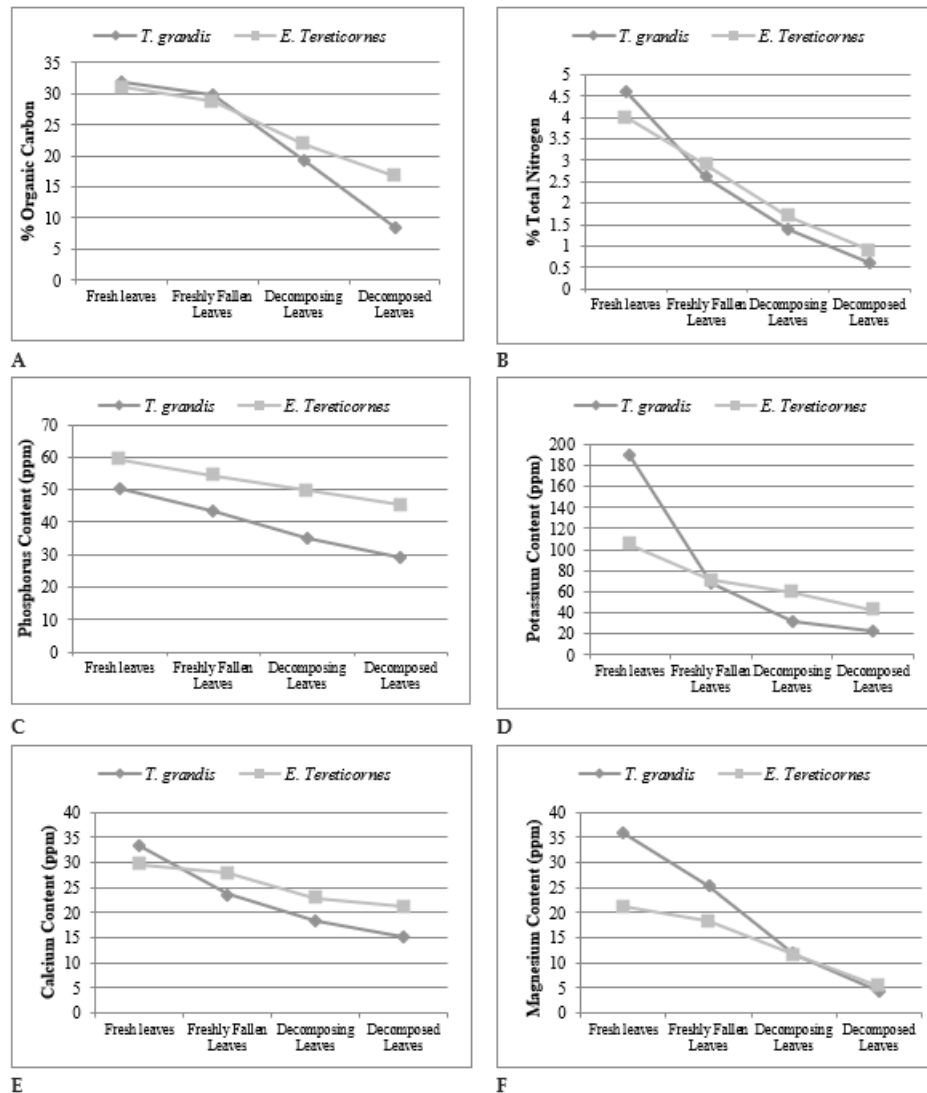 T. grandis E. Tereticornes
% Organic Carbon
35
30
25
20
15
10
5
0
Fresh leaves Freshly Fallen Decomposing Decomposed
Leaves Leaves Leaves
A
T. grandis E. Tereticornes
% Total Nitrogen
5
4.5
4
3.5
3
2.5
2
1.5
1
0.5
0
Fresh leaves Freshly Fallen Decomposing Decomposed
Leaves Leaves Leaves
B
T. grandis E. Tereticornes
Phosphorus Content (ppm)
70
60
50
40
30
20
10
0
Fresh leaves Freshly Fallen Decomposing Decomposed
Leaves Leaves Leaves
C
T. grandis E. Tereticornes
Potassium Content (ppm)
200
180
160
140
120
100
80
60
40
20
0
Fresh leaves Freshly Fallen Decomposing Decomposed
Leaves Leaves Leaves
D
T. grandis E. Tereticornes
Calcium Content (ppm)
40
35
30
25
20
15
10
5
0
Fresh leaves Freshly Fallen Decomposing Decomposed
Leaves Leaves Leaves
E
T. grandis E. Tereticornes
Magnesium Content (ppm)
40
35
30
25
20
15
10
5
0
Fresh leaves Freshly Fallen Decomposing Decomposed
Leaves Leaves Leaves
F